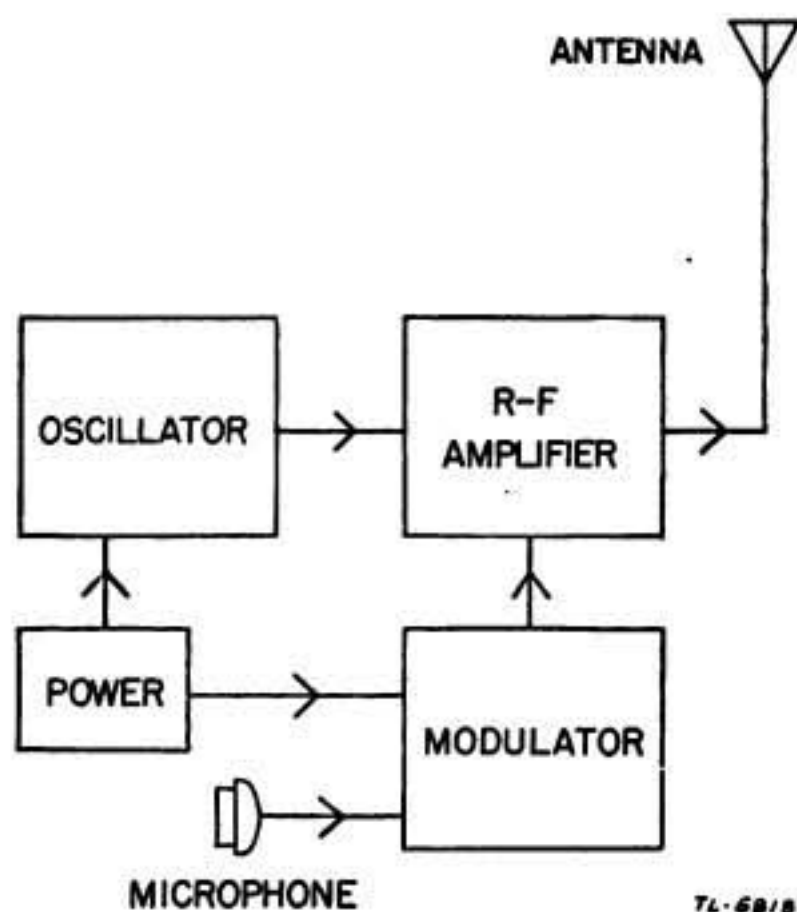 ANTENNA
OSCILLATOR
R-F
AMPLIFIER
POWER
MODULATOR
MICROPHONE